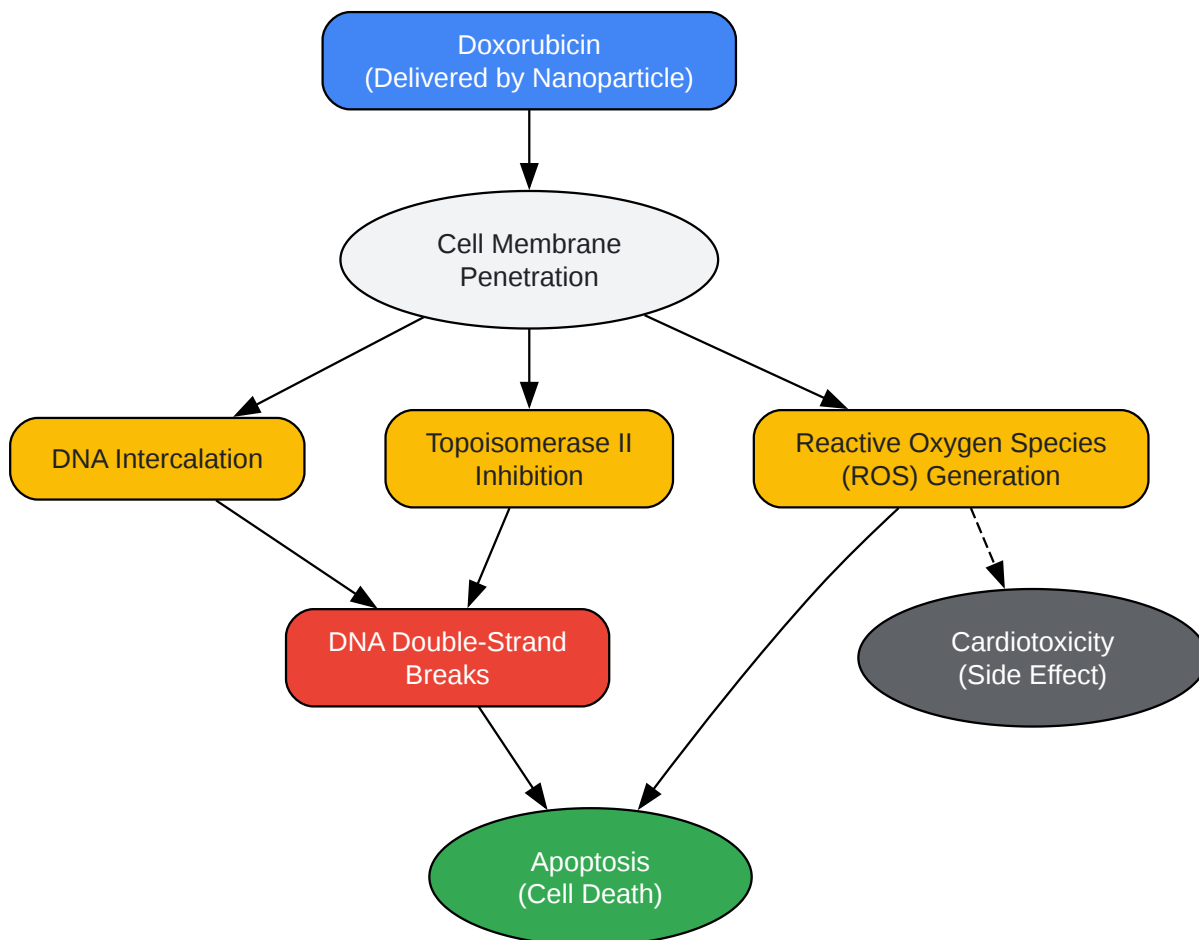 Doxorubicin
(Delivered by Nanoparticle)
Cell Membrane
Penetration
DNA Intercalation
Topoisomerase II
Inhibition
Reactive Oxygen Species
(ROS) Generation
DNA Double-Strand
Breaks
Cardiotoxicity
(Side Effect)
Apoptosis
(Cell Death)